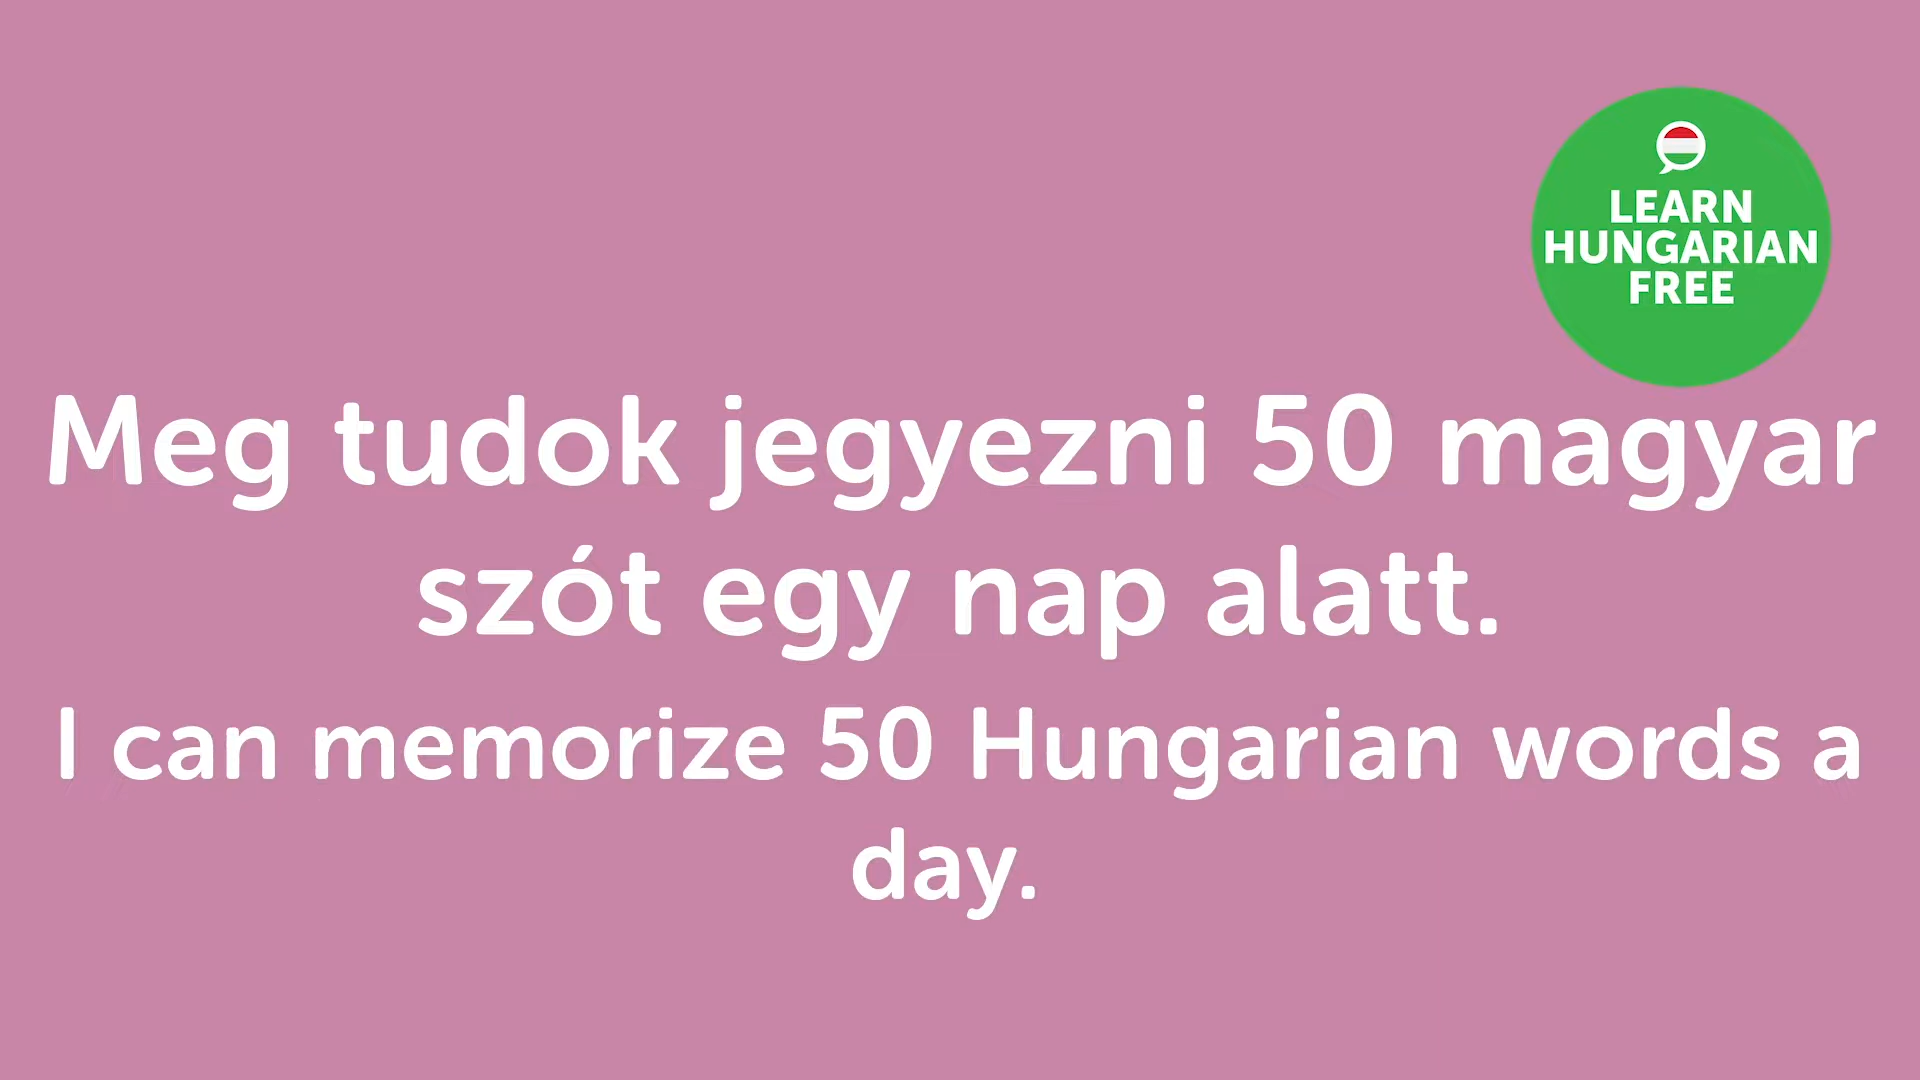 LEARN
HUNGARIAN
FREE
Meg tudok jegyezni 50 magyar
szót egy nap alatt.
I can memorize 50 Hungarian words a
day.